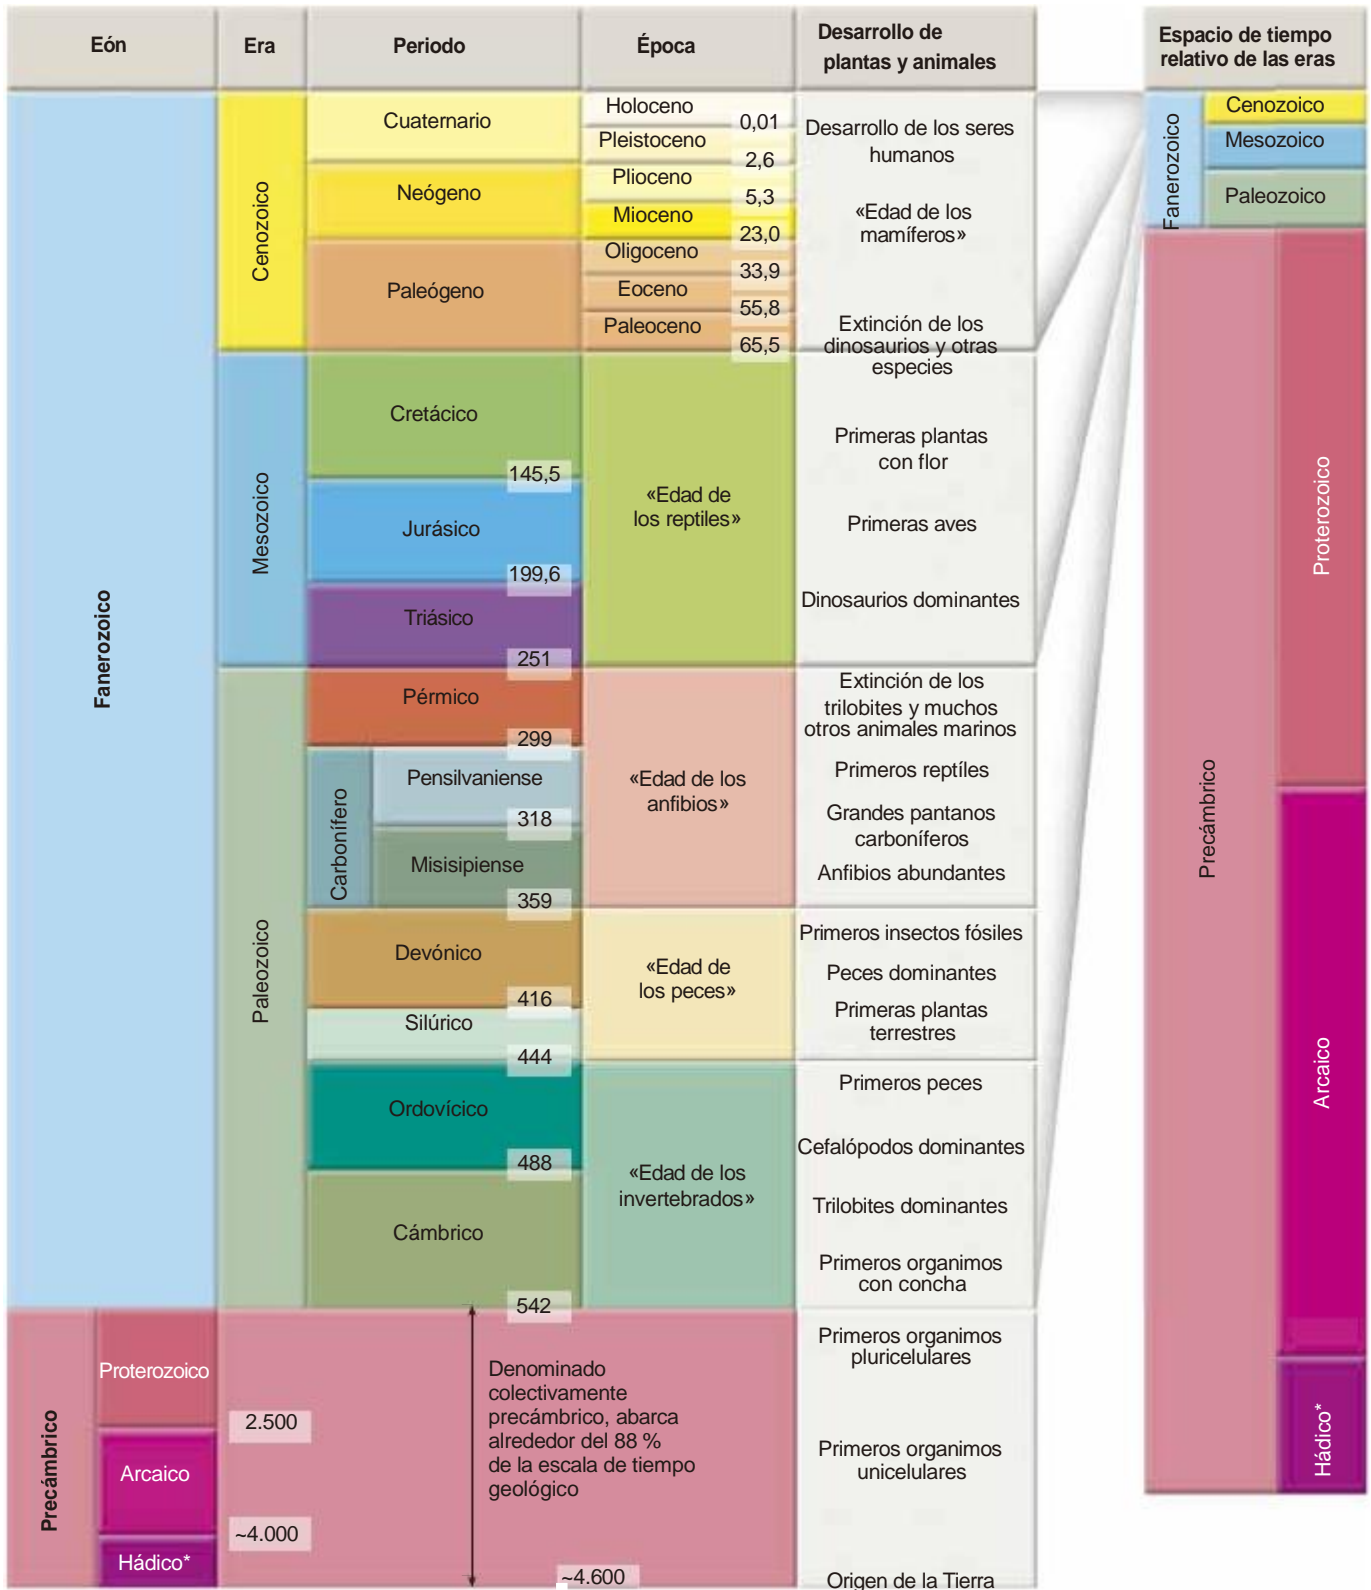 Eón
Era
Periodo
Época
Desarrollo de
plantas y animales
Espacio de tiempo
relativo de las eras
Fanerozoico
Cenozoico
Cuaternario
Holoceno
0,01
Pleistoceno
2,6
Neógeno
Plioceno
5,3
Mioceno
23,0
Paleógeno
Oligoceno
33,9
Eoceno
55,8
Paleoceno
65,5
Desarrollo de los seres
humanos
«Edad de los
mamíferos»
Extinción de los
dinosaurios y otras
especies
Mesozoico
Cretácico
145,5
Jurásico
199,6
Triásico
251
«Edad de
los reptiles»
Primeras plantas
con flor
Primeras aves
Dinosaurios dominantes
Paleozoico
Pérmico
299
Carbonífero
Pensilvaniense
318
Misisipiense
359
«Edad de los
anfibios»
Extinción de los
trilobites y muchos
otros animales marinos
Primeros reptíles
Grandes pantanos
carboníferos
Anfibios abundantes
Devónico
416
Silúrico
444
«Edad de
los peces»
Primeros insectos fósiles
Peces dominantes
Primeras plantas
terrestres
Ordovícico
488
Cámbrico
542
«Edad de los
invertebrados»
Primeros peces
Cefalópodos dominantes
Trilobites dominantes
Primeros organimos
con concha
Precámbrico
Proterozoico
2.500
Arcaico
~4.000
Hádico*
Denominado
colectivamente
precámbrico, abarca
alrededor del 88 %
de la escala de tiempo
geológico
~4.600
Primeros organimos
pluricelulares
Primeros organimos
unicelulares
Origen de la Tierra
Fanerozoico
Cenozoico
Mesozoico
Paleozoico
Precámbrico
Proterozoico
Arcaico
Hádico*